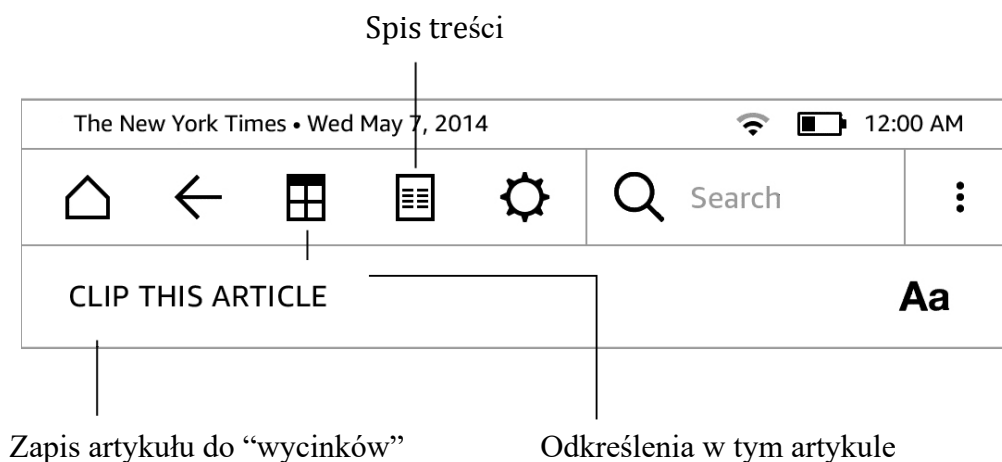 Spis treści
The New York Times • Wed May 7, 2014 12:00 AM
Search
CLIP THIS ARTICLE Aa
Zapis artykułu do “wycinków” Odkreślenia w tym artykule